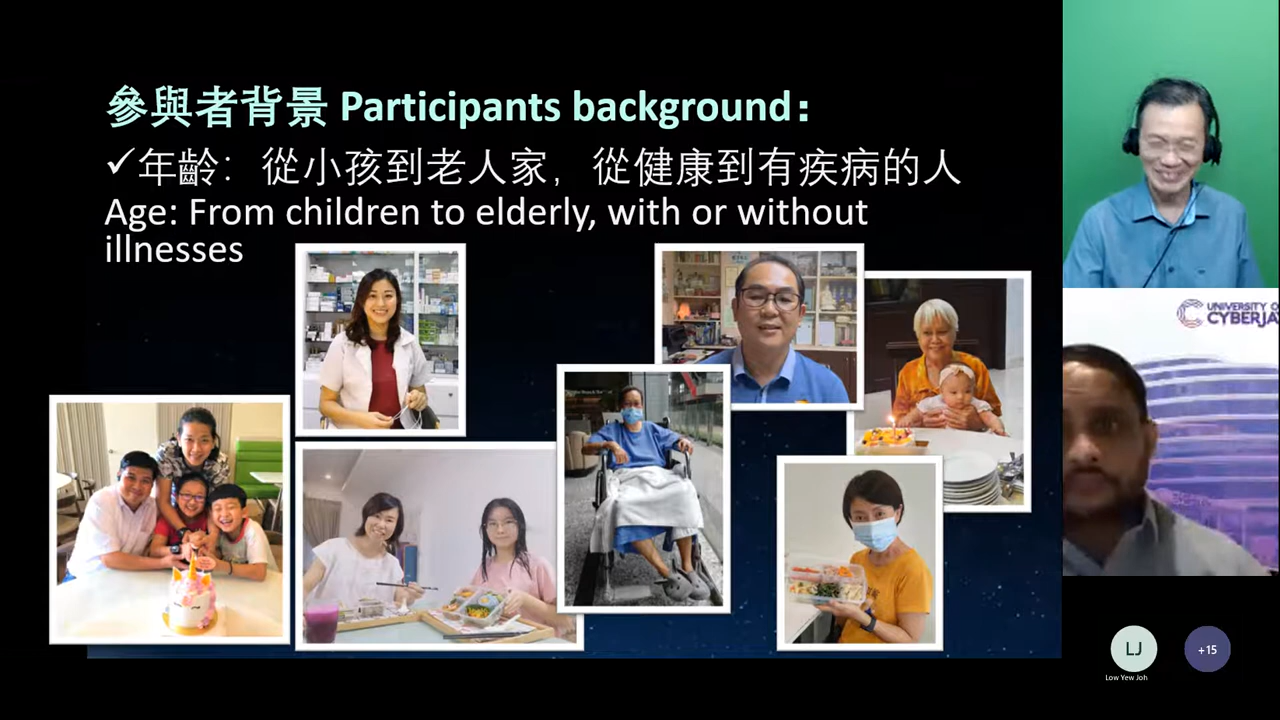 參與者背景 Participants background：
✓年齡：從小孩到老人家，從健康到有疾病的人
Age: From children to elderly, with or without
illnesses
UNIVERSITY O
CYBERJA
LJ
+15
Low Yew Joh